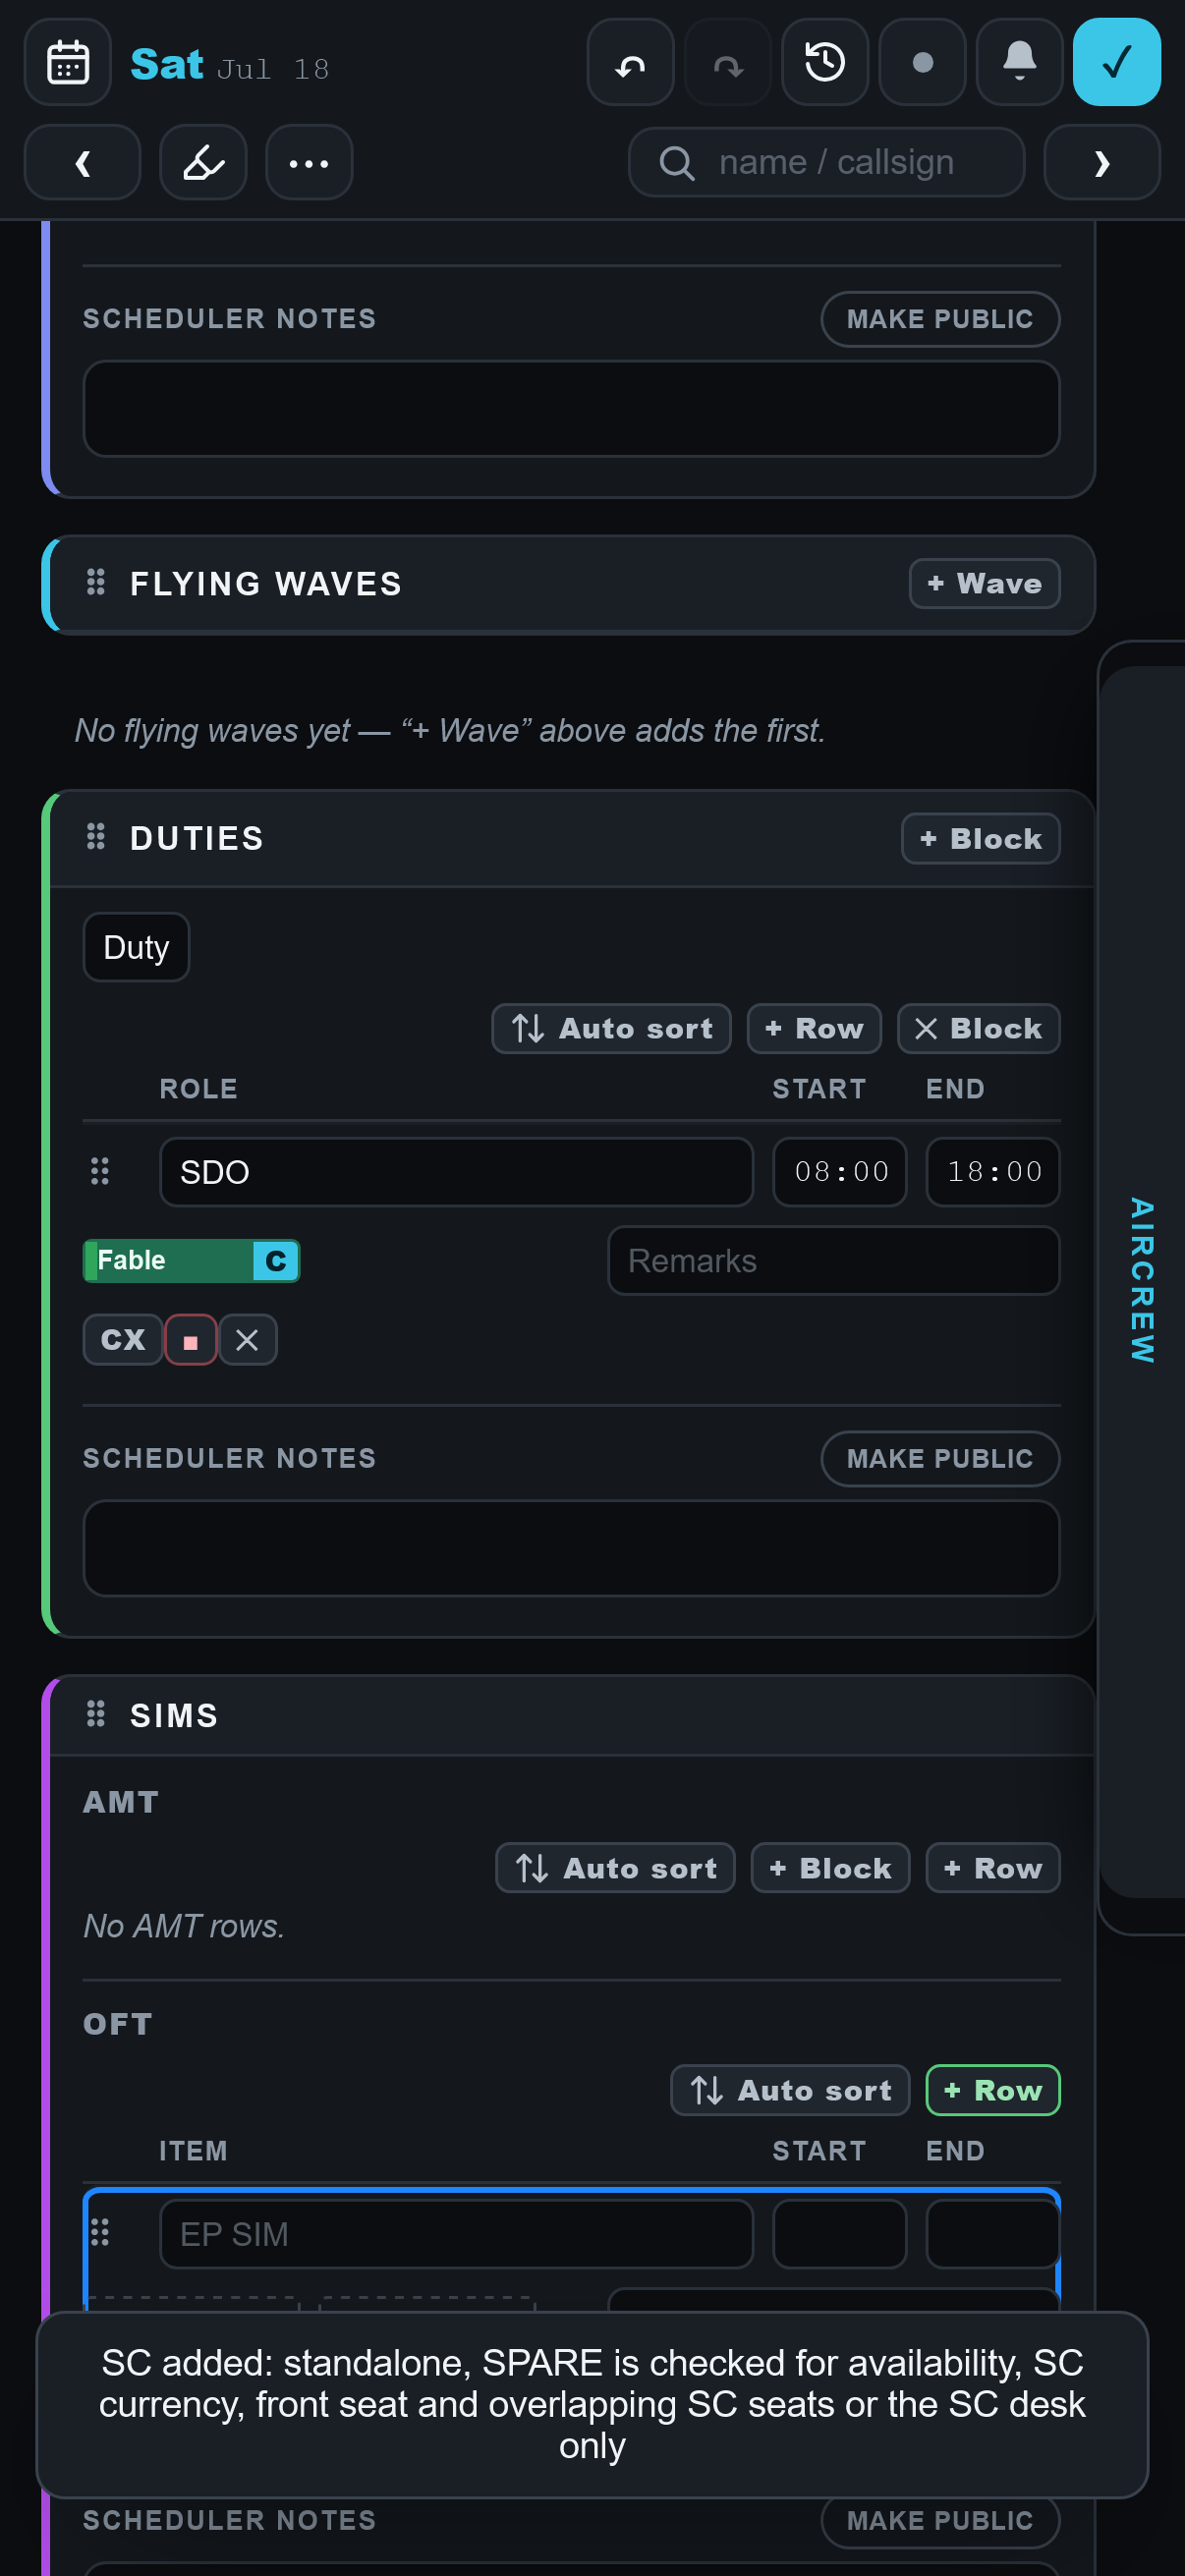 Sat Jul 18
name / callsign
SCHEDULER NOTES MAKE PUBLIC
FLYING WAVES + Wave
No flying waves yet — “+ Wave” above adds the first.
DUTIES + Block
Duty
Auto sort + Row × Block
ROLE START END
SDO 08:00 18:00
Fable C Remarks
CX ×
SCHEDULER NOTES MAKE PUBLIC
AIRCREW
SIMS
AMT
Auto sort + Block + Row
No AMT rows.
OFT
Auto sort + Row
ITEM START END
EP SIM
SC added: standalone, SPARE is checked for availability, SC
currency, front seat and overlapping SC seats or the SC desk
only
SCHEDULER NOTES MAKE PUBLIC